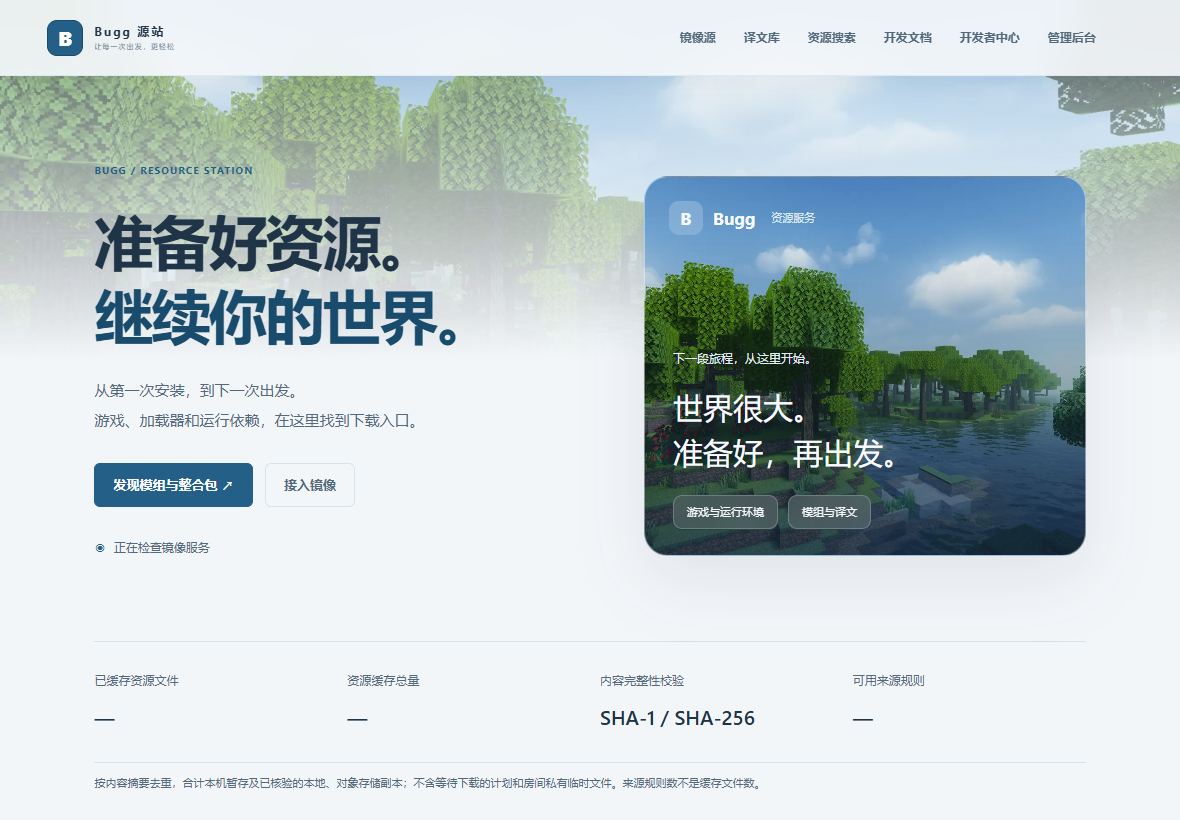 B
Bugg 源站
让每一次出发，更轻松
镜像源
译文库
资源搜索
开发文档
开发者中心
管理后台
BUGG / RESOURCE STATION
准备好资源。
继续你的世界。
从第一次安装，到下一次出发。
游戏、加载器和运行依赖，在这里找到下载入口。
发现模组与整合包 ↗
接入镜像
正在检查镜像服务
B
Bugg 资源服务
下一段旅程，从这里开始。
世界很大。
准备好，再出发。
游戏与运行环境
模组与译文
已缓存资源文件
—
资源缓存总量
—
内容完整性校验
SHA-1 / SHA-256
可用来源规则
—
按内容摘要去重，合计本机暂存及已核验的本地、对象存储副本；不含等待下载的计划和房间私有临时文件。来源规则数不是缓存文件数。